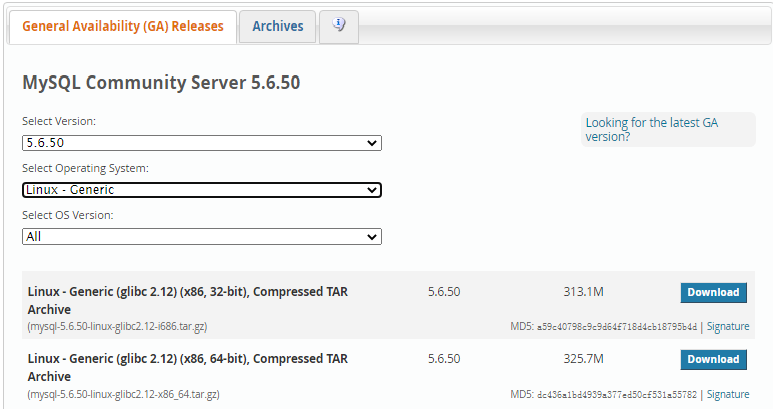 General Availability (GA) Releases
Archives
MySQL Community Server 5.6.50
Select Version:
5.6.50
Looking for the latest GA
version?
Select Operating System:
Linux - Generic
Select OS Version:
All
Linux - Generic (glibc 2.12) (x86, 32-bit), Compressed TAR 5.6.50 313.1M Download
Archive
(mysql-5.6.50-linux-glibc2.12-i686.tar.gz) MD5: a59c40798c9c9d64f718d4cb18795b4d | Signature
Linux - Generic (glibc 2.12) (x86, 64-bit), Compressed TAR 5.6.50 325.7M Download
Archive
(mysql-5.6.50-linux-glibc2.12-x86_64.tar.gz) MD5: dc436a1bd4939a377ed50cf531a55782 | Signature